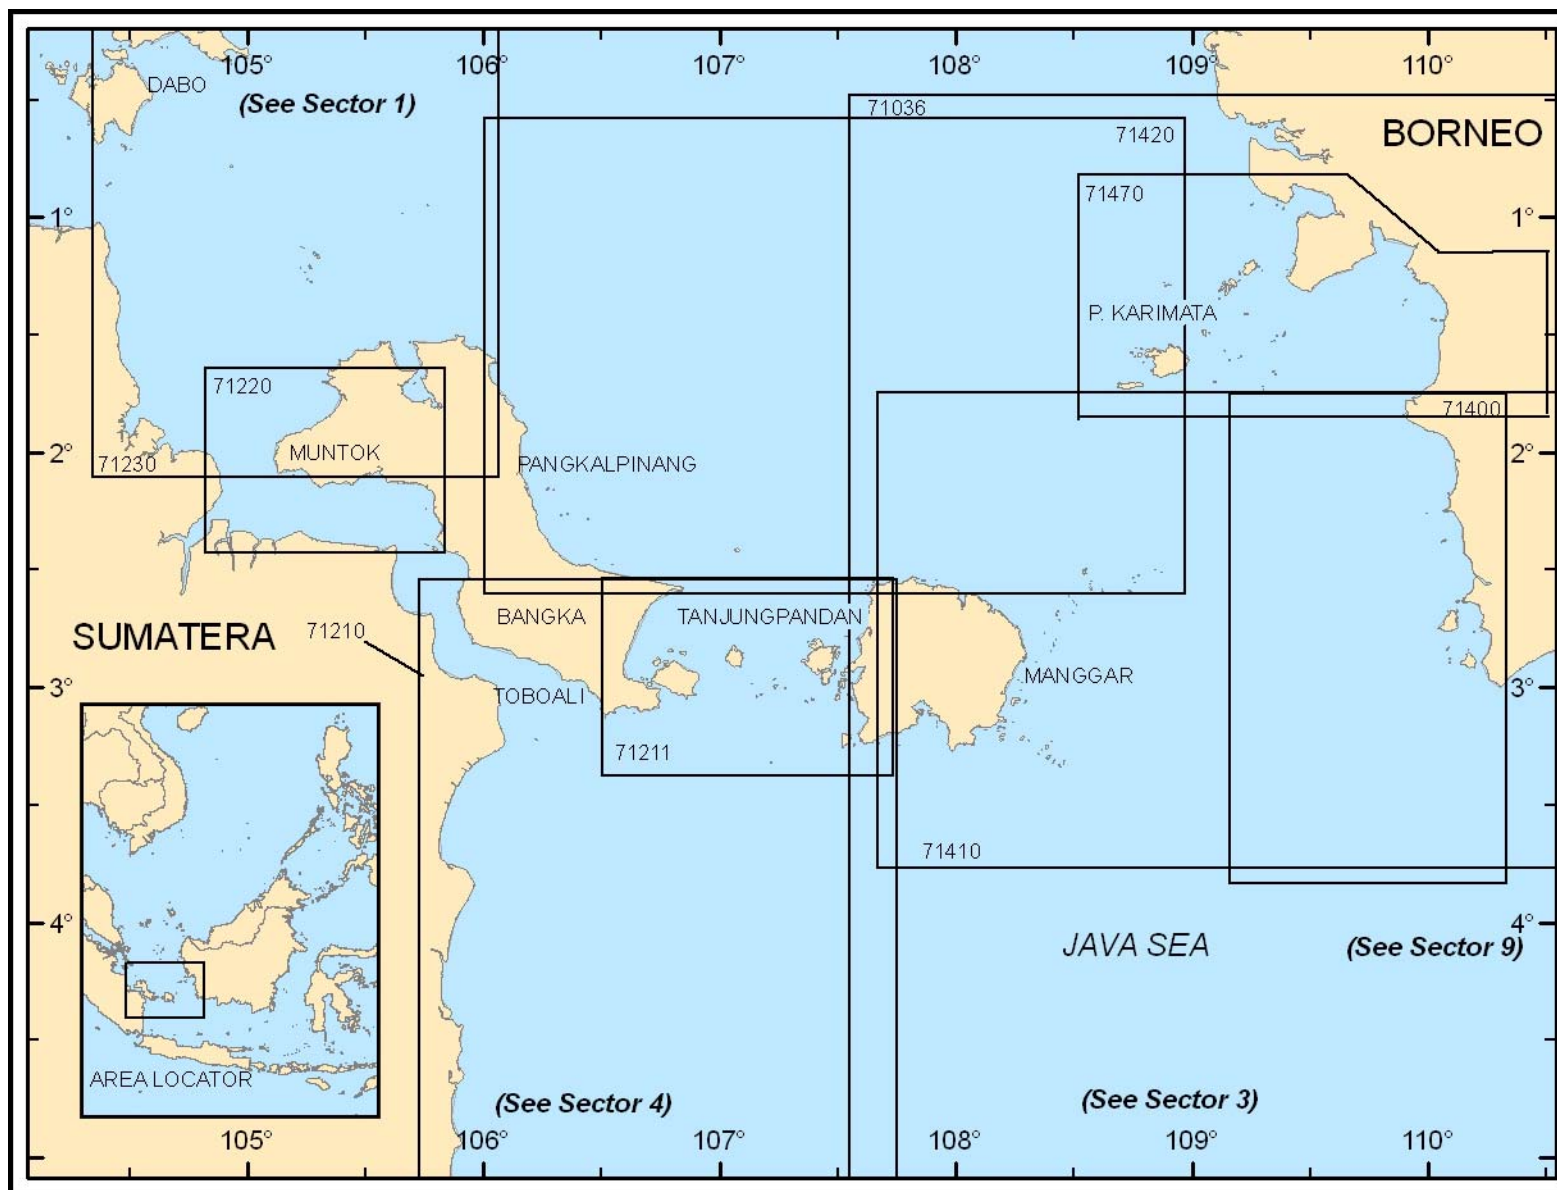 105°
106°
107°
108°
109°
110°
DABO
(See Sector 1)
71036
71420
BORNEO
71470
1°
1°
P. KARIMATA
71220
71400
2°
71230
MUNTOK
PANGKALPINANG
2°
SUMATERA
71210
BANGKA
TANJUNGPANDAN
3°
TOBOALI
MANGGAR
3°
71211
71410
4°
JAVA SEA
(See Sector 9)
4°
AREA LOCATOR
(See Sector 4)
(See Sector 3)
105°
106°
107°
108°
109°
110°